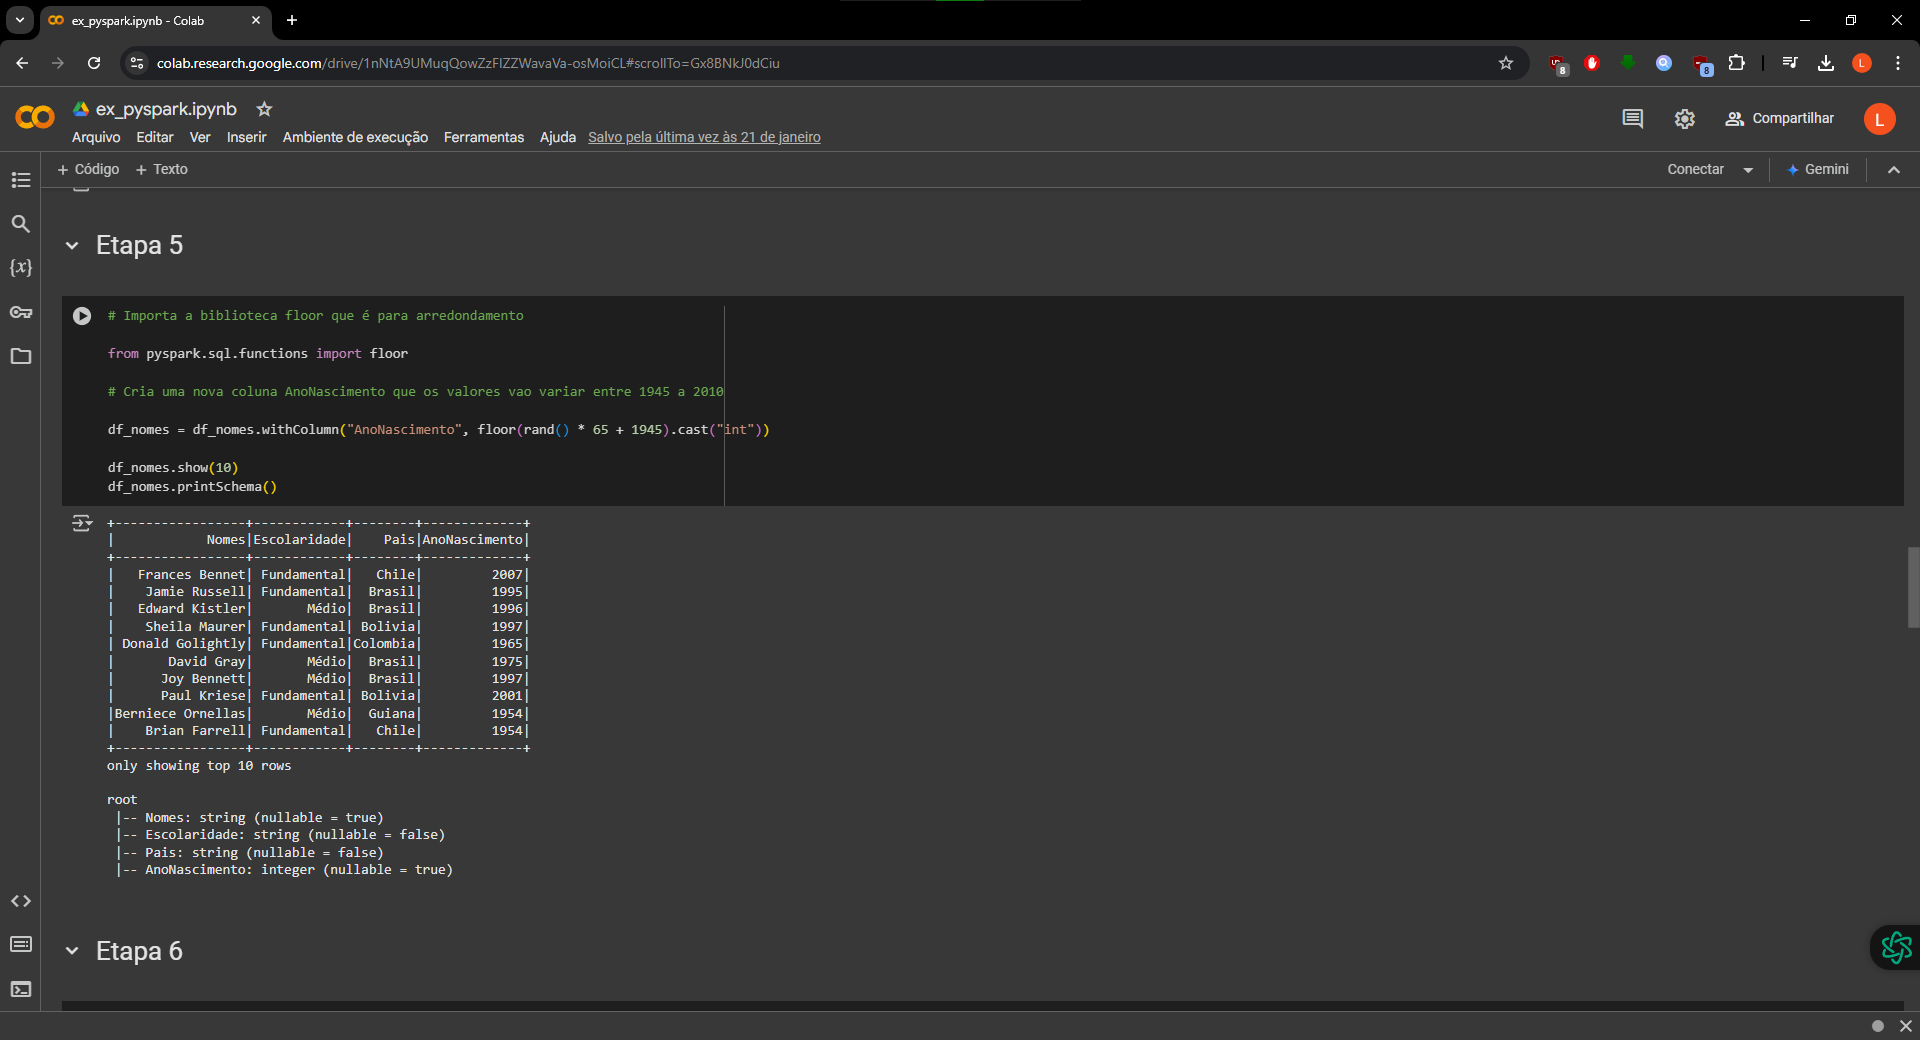 ex_pyspark.ipynb - Colab
colab.research.google.com/drive/1nNtA9UMuqQowZzFIZZWavaVa-osMoiCL#scrollTo=Gx8BNkJ0dCiu
8
8
L
ex_pyspark.ipynb
Arquivo Editar Ver Inserir Ambiente de execução Ferramentas Ajuda Salvo pela última vez às 21 de janeiro
Compartilhar
L
+ Código + Texto
Conectar
Gemini
{x}
Etapa 5
# Importa a biblioteca floor que é para arredondamento
from pyspark.sql.functions import floor
# Cria uma nova coluna AnoNascimento que os valores vao variar entre 1945 a 2010
df_nomes = df_nomes.withColumn("AnoNascimento", floor(rand() * 65 + 1945).cast("int"))
df_nomes.show(10)
df_nomes.printSchema()
+-----------------+------------+--------+-------------+
|            Nomes|Escolaridade|    Pais|AnoNascimento|
+-----------------+------------+--------+-------------+
|   Frances Bennet| Fundamental|   Chile|         2007|
|    Jamie Russell| Fundamental|  Brasil|         1995|
|   Edward Kistler|       Médio|  Brasil|         1996|
|    Sheila Maurer| Fundamental| Bolivia|         1997|
| Donald Golightly| Fundamental|Colombia|         1965|
|       David Gray|       Médio|  Brasil|         1975|
|      Joy Bennett|       Médio|  Brasil|         1997|
|      Paul Kriese| Fundamental| Bolivia|         2001|
|Berniece Ornellas|       Médio|  Guiana|         1954|
|    Brian Farrell| Fundamental|   Chile|         1954|
+-----------------+------------+--------+-------------+
only showing top 10 rows
root
 |-- Nomes: string (nullable = true)
 |-- Escolaridade: string (nullable = false)
 |-- Pais: string (nullable = false)
 |-- AnoNascimento: integer (nullable = true)
Etapa 6